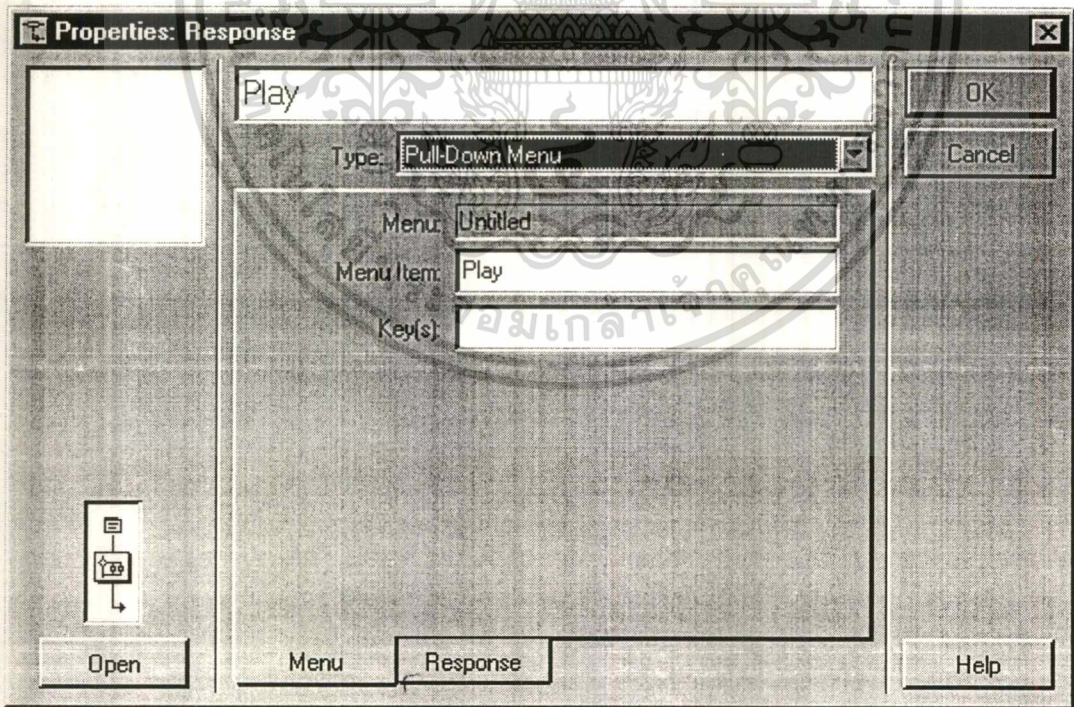 Properties: Response
Play
OK
Type: Pull-Down Menu
Cancel
Menu: Untitled
Menu Item: Play
Key(s):
Open
Menu
Response
Help